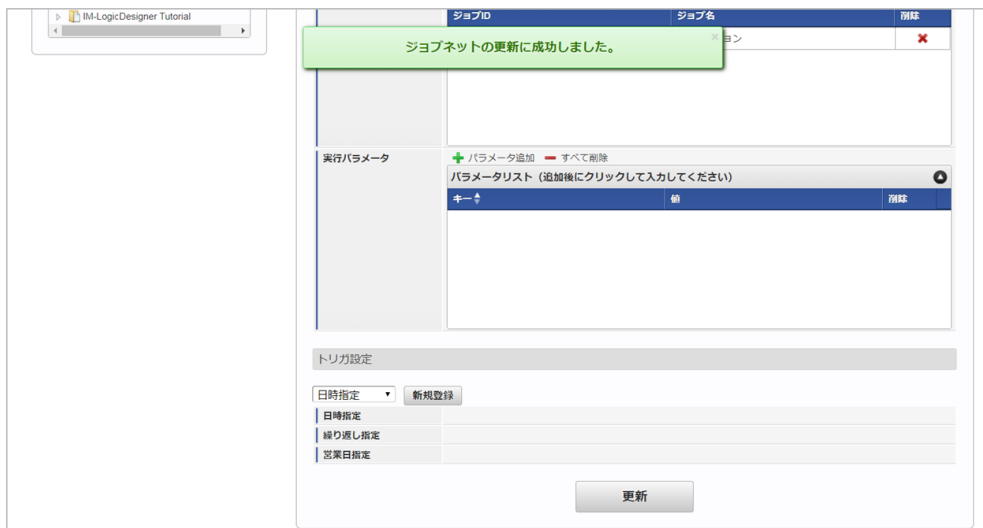 IM-LogicDesigner Tutorial
ジョブID ジョブ名 削除
ョン
ジョブネットの更新に成功しました。
実行パラメータ
パラメータ追加 すべて削除
パラメータリスト（追加後にクリックして入力してください）
キー 値 削除
トリガ設定
日時指定 新規登録
日時指定
繰り返し指定
営業日指定
更新